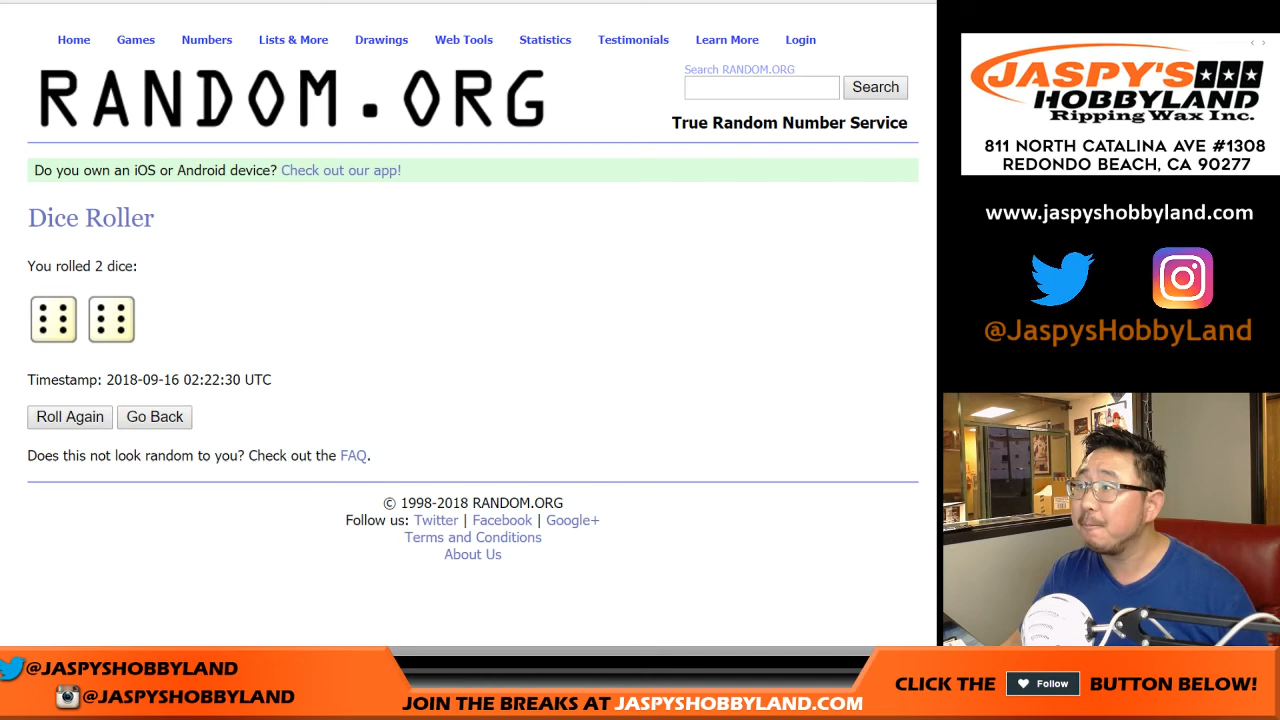 Home Games Numbers Lists & More Drawings Web Tools Statistics Testimonials Learn More Login
RANDOM.ORG
Search RANDOM.ORG
Search
True Random Number Service
Do you own an iOS or Android device? Check out our app!
Dice Roller
You rolled 2 dice:
Timestamp: 2018-09-16 02:22:30 UTC
Roll Again Go Back
Does this not look random to you? Check out the FAQ.
© 1998-2018 RANDOM.ORG
Follow us: Twitter | Facebook | Google+
Terms and Conditions
About Us
JASPY'S
HOBBYLAND
Ripping Wax Inc.
811 NORTH CATALINA AVE #1308
REDONDO BEACH, CA 90277
www.jaspyshobbyland.com
@JaspysHobbyLand
@JASPYSHOBBYLAND
@JASPYSHOBBYLAND
JOIN THE BREAKS AT JASPYSHOBBYLAND.COM
CLICK THE Follow BUTTON BELOW!